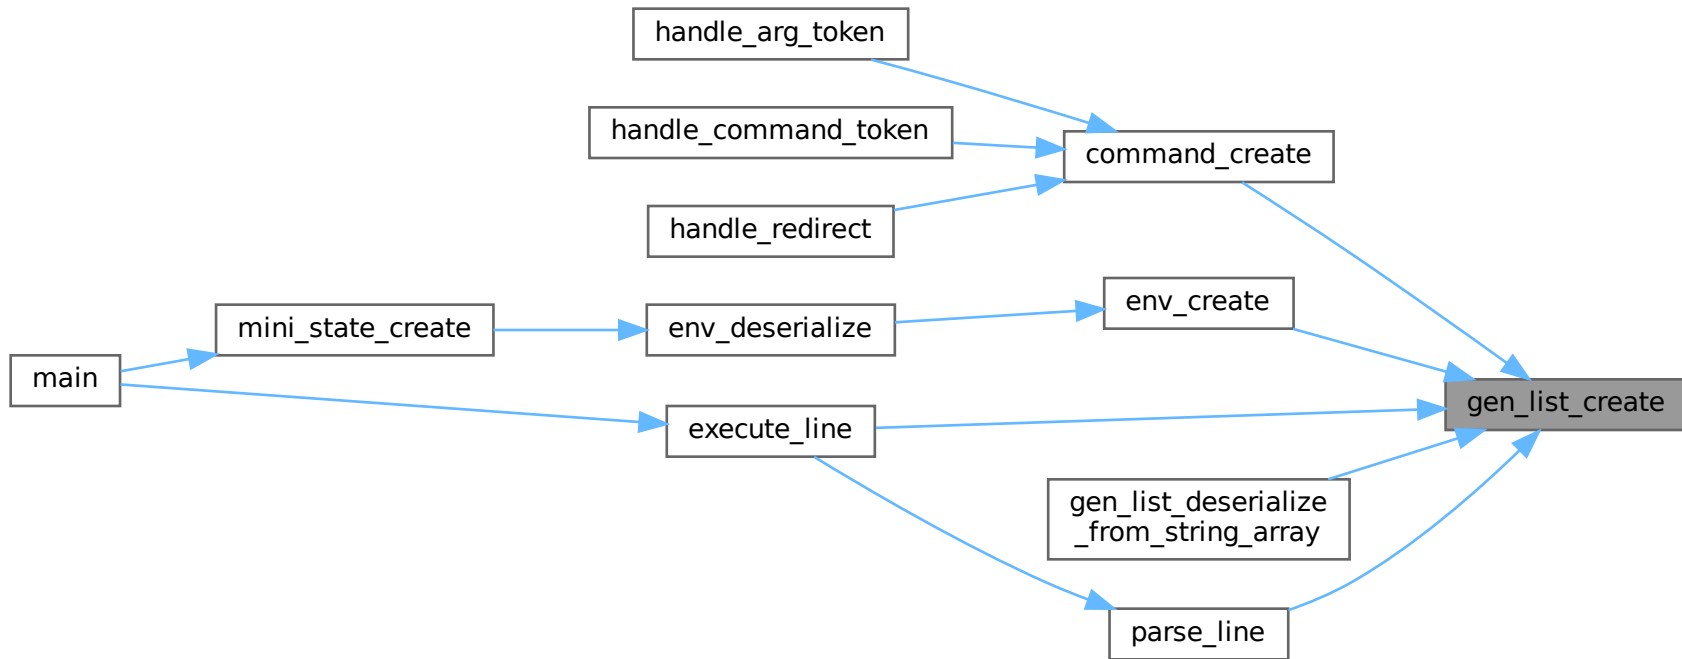 handle_arg_token
handle_command_token
command_create
handle_redirect
env_create
mini_state_create
env_deserialize
main
gen_list_create
execute_line
gen_list_deserialize
_from_string_array
parse_line